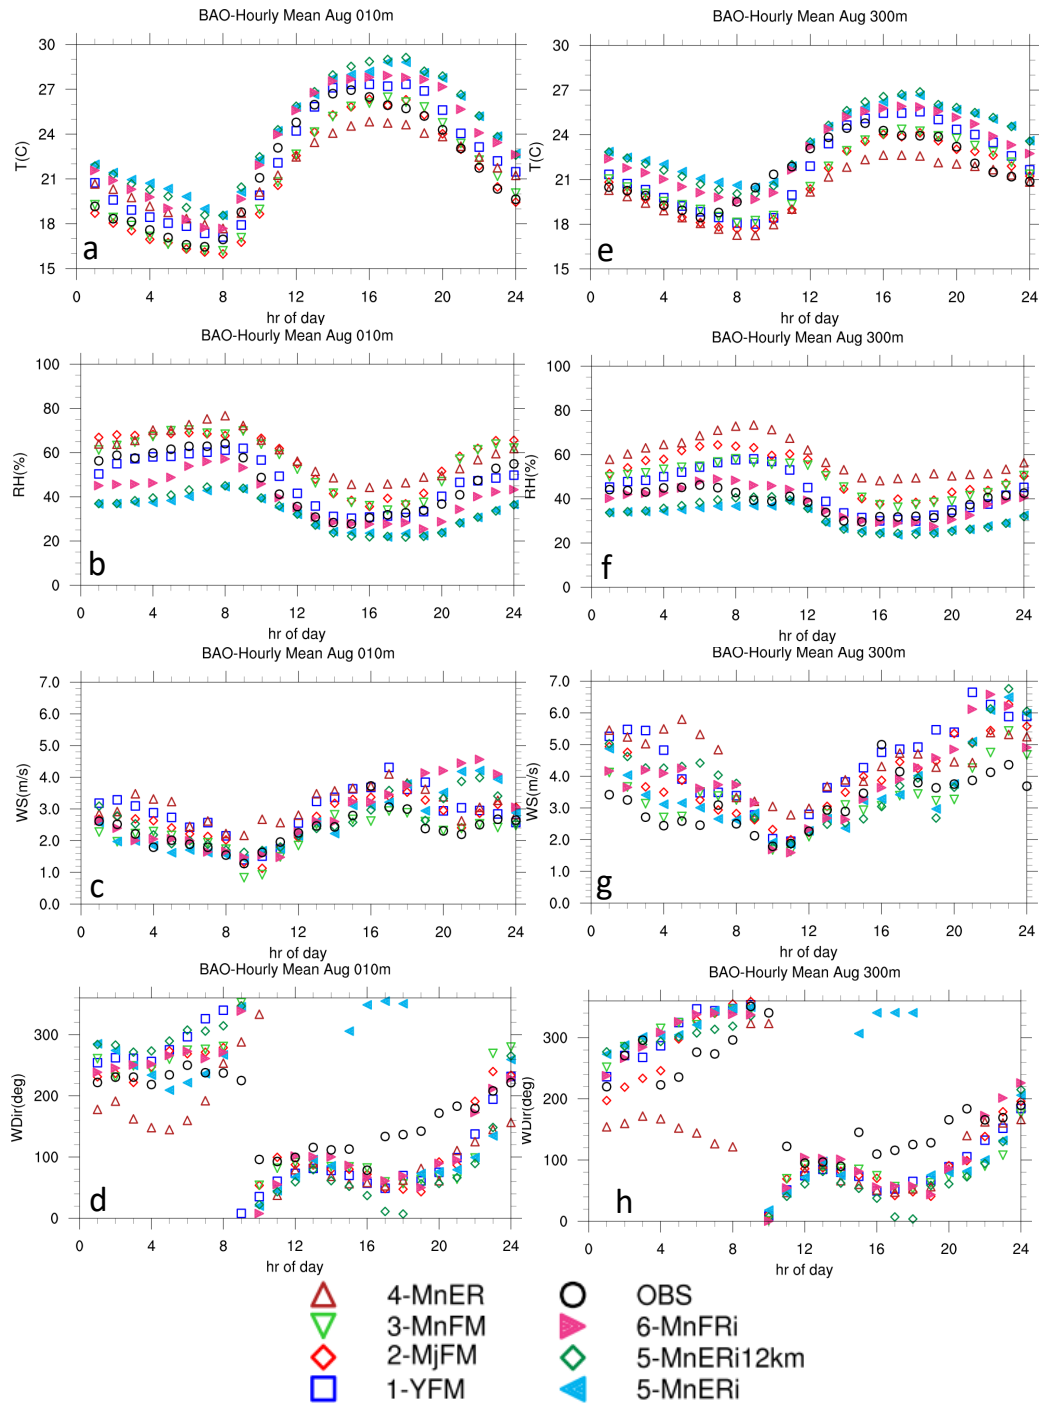 BAO-Hourly Mean Aug 010m
30
27
24
21
18
15
T(C)
a
0 4 8 12 16 20 24
hr of day
BAO-Hourly Mean Aug 300m
30
27
24
21
18
15
T(C)
e
0 4 8 12 16 20 24
hr of day
BAO-Hourly Mean Aug 010m
100
80
60
40
20
0
RH(%)
b
0 4 8 12 16 20 24
hr of day
BAO-Hourly Mean Aug 300m
100
80
60
40
20
0
RH(%)
f
0 4 8 12 16 20 24
hr of day
BAO-Hourly Mean Aug 010m
7.0
6.0
5.0
4.0
3.0
2.0
1.0
0.0
WS(m/s)
c
0 4 8 12 16 20 24
hr of day
BAO-Hourly Mean Aug 300m
7.0
6.0
5.0
4.0
3.0
2.0
1.0
0.0
WS(m/s)
g
0 4 8 12 16 20 24
hr of day
BAO-Hourly Mean Aug 010m
300
200
100
0
WDir(deg)
d
0 4 8 12 16 20 24
hr of day
BAO-Hourly Mean Aug 300m
300
200
100
0
WDir(deg)
h
0 4 8 12 16 20 24
hr of day
4-MnER
3-MnFM
2-MjFM
1-YFM
OBS
6-MnFRi
5-MnERi12km
5-MnERi